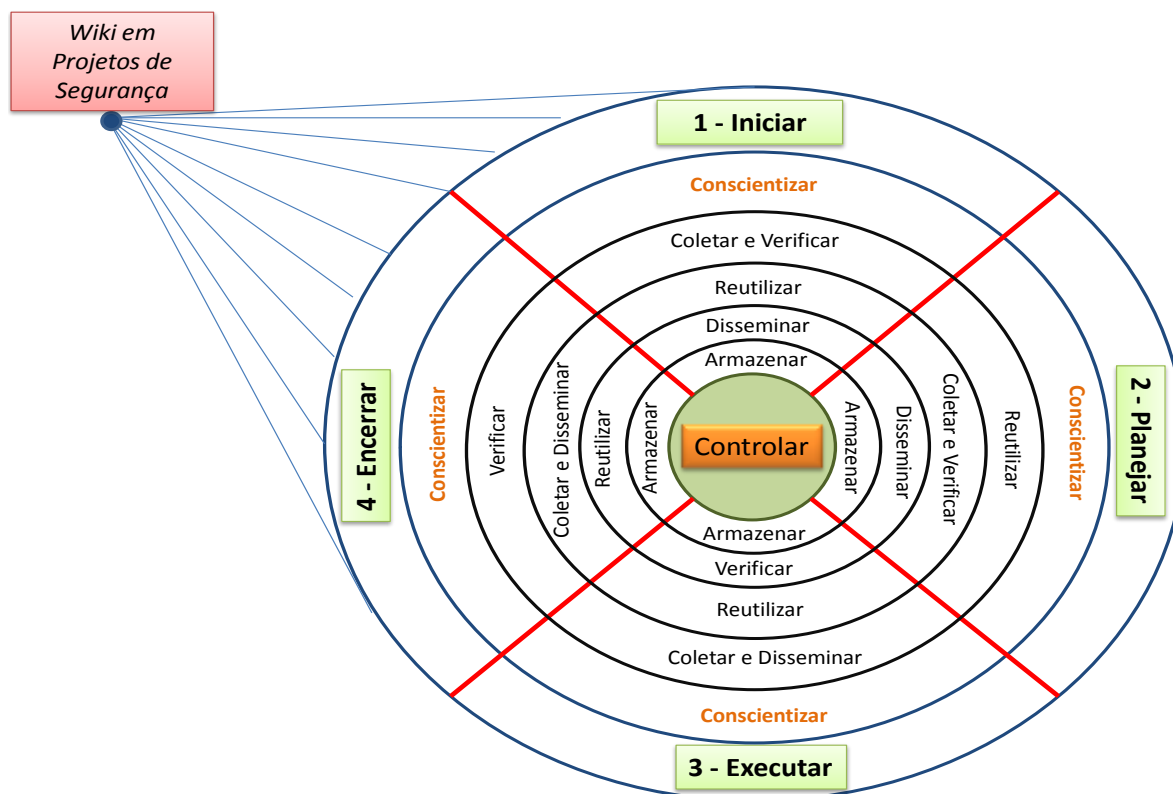 Wiki em
Projetos de
Segurança
1 - Iniciar
Conscientizar
Coletar e Verificar
Reutilizar
Disseminar
Armazenar
4 - Encerrar
Conscientizar
Verificar
Coletar e Disseminar
Reutilizar
Armazenar
Controlar
Armazenar
Disseminar
Coletar e Verificar
Reutilizar
Conscientizar
2 - Planejar
Armazenar
Verificar
Reutilizar
Coletar e Disseminar
Conscientizar
3 - Executar